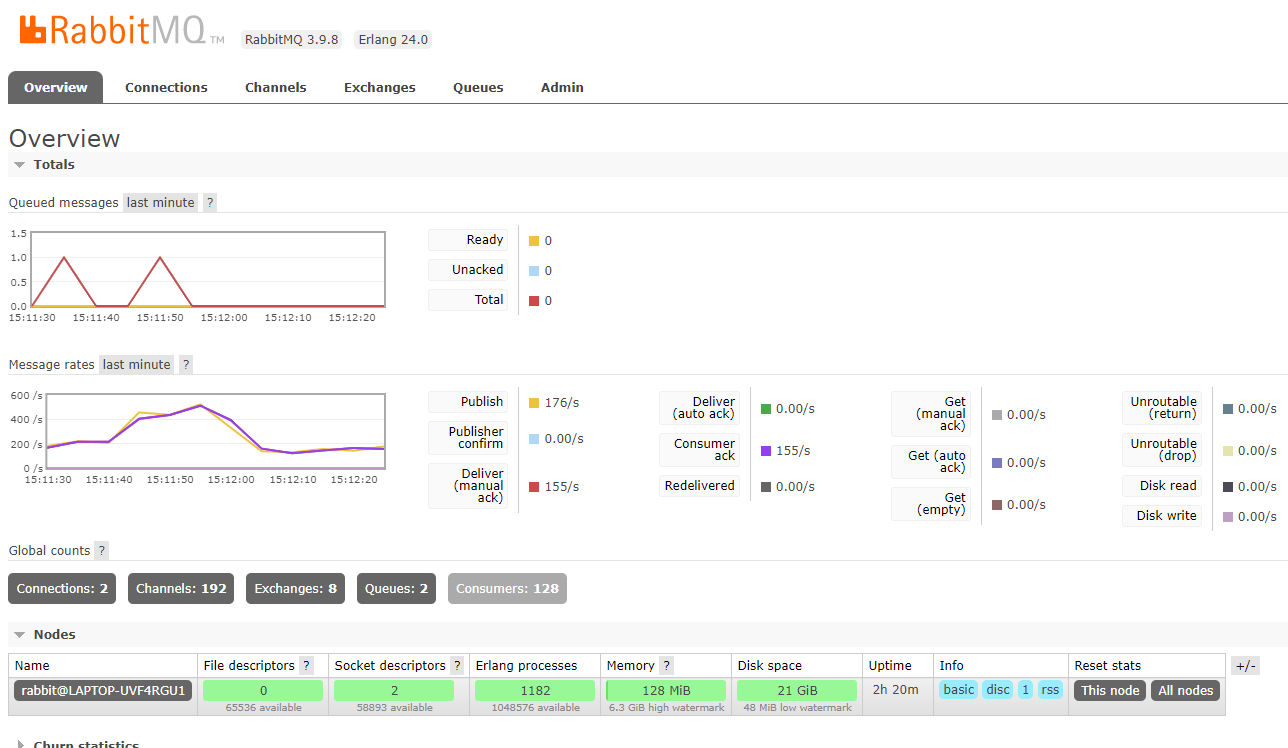 RabbitMQ TM RabbitMQ 3.9.8 Erlang 24.0
Overview Connections Channels Exchanges Queues Admin
Overview
Totals
Queued messages last minute ?
1.5
1.0
0.5
0.0
15:11:30 15:11:40 15:11:50 15:12:00 15:12:10 15:12:20
Ready 0
Unacked 0
Total 0
Message rates last minute ?
600 /s
400 /s
200 /s
0 /s
15:11:30 15:11:40 15:11:50 15:12:00 15:12:10 15:12:20
Publish 176/s
Publisher
confirm 0.00/s
Deliver
(manual
ack) 155/s
Deliver
(auto ack) 0.00/s
Consumer
ack 155/s
Redelivered 0.00/s
Get
(manual
ack) 0.00/s
Get (auto
ack) 0.00/s
Get
(empty) 0.00/s
Unroutable
(return) 0.00/s
Unroutable
(drop) 0.00/s
Disk read 0.00/s
Disk write 0.00/s
Global counts ?
Connections: 2 Channels: 192 Exchanges: 8 Queues: 2 Consumers: 128
Nodes
Name File descriptors ? Socket descriptors ? Erlang processes Memory ? Disk space Uptime Info Reset stats +/-
rabbit@LAPTOP-UVF4RGU1 0 2 1182 128 MiB 21 GiB 2h 20m basic disc 1 rss This node All nodes
65536 available 58893 available 1048576 available 6.3 GiB high watermark 48 MiB low watermark
Churn statistics